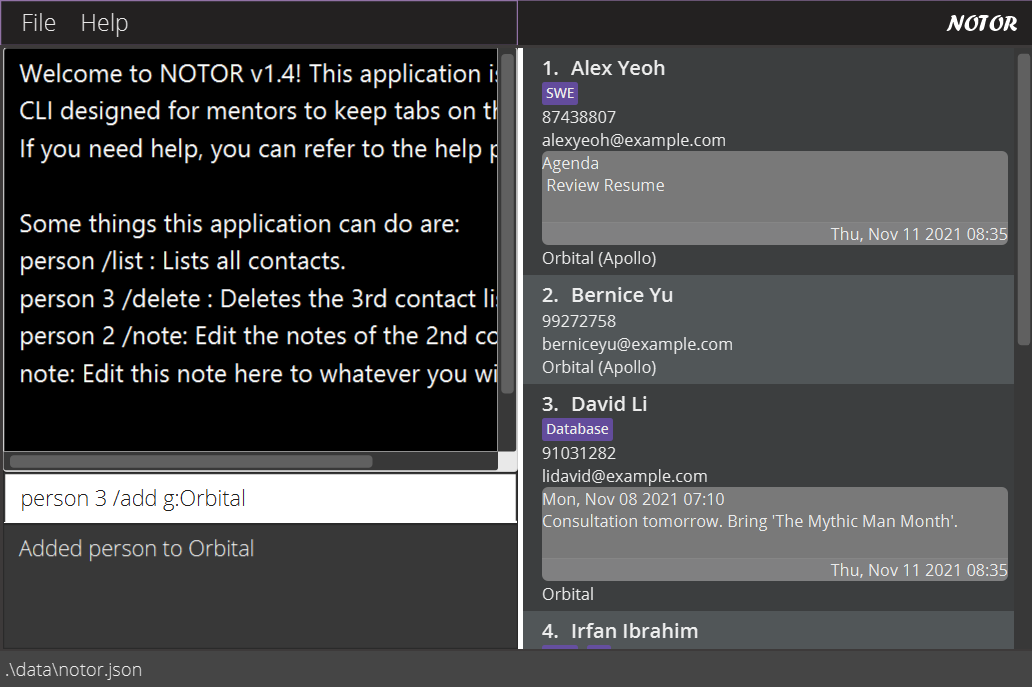 File Help
NOTOR
Welcome to NOTOR v1.4! This application is
CLI designed for mentors to keep tabs on th
If you need help, you can refer to the help p
Some things this application can do are:
person /list : Lists all contacts.
person 3 /delete : Deletes the 3rd contact li
person 2 /note: Edit the notes of the 2nd co
note: Edit this note here to whatever you wi
person 3 /add g:Orbital
Added person to Orbital
1. Alex Yeoh
SWE
87438807
alexyeoh@example.com
Agenda
Review Resume
Thu, Nov 11 2021 08:35
Orbital (Apollo)
2. Bernice Yu
99272758
berniceyu@example.com
Orbital (Apollo)
3. David Li
Database
91031282
lidavid@example.com
Mon, Nov 08 2021 07:10
Consultation tomorrow. Bring 'The Mythic Man Month'.
Thu, Nov 11 2021 08:35
Orbital
4. Irfan Ibrahim
.\data\notor.json